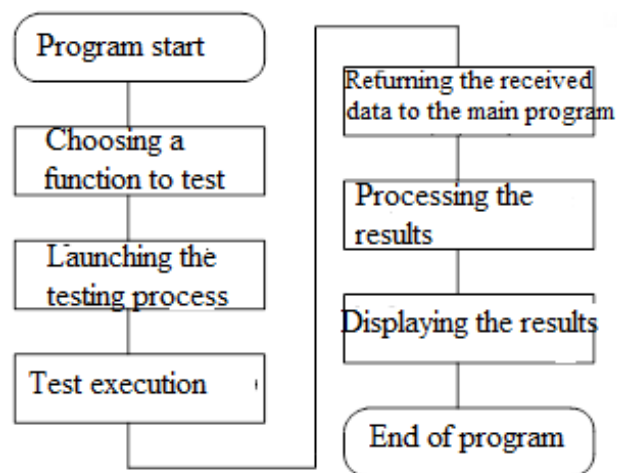 Program start
Choosing a
function to test
Launching the
testing process
Test execution
Returning the received
data to the main program
Processing the
results
Displaying the results
End of program